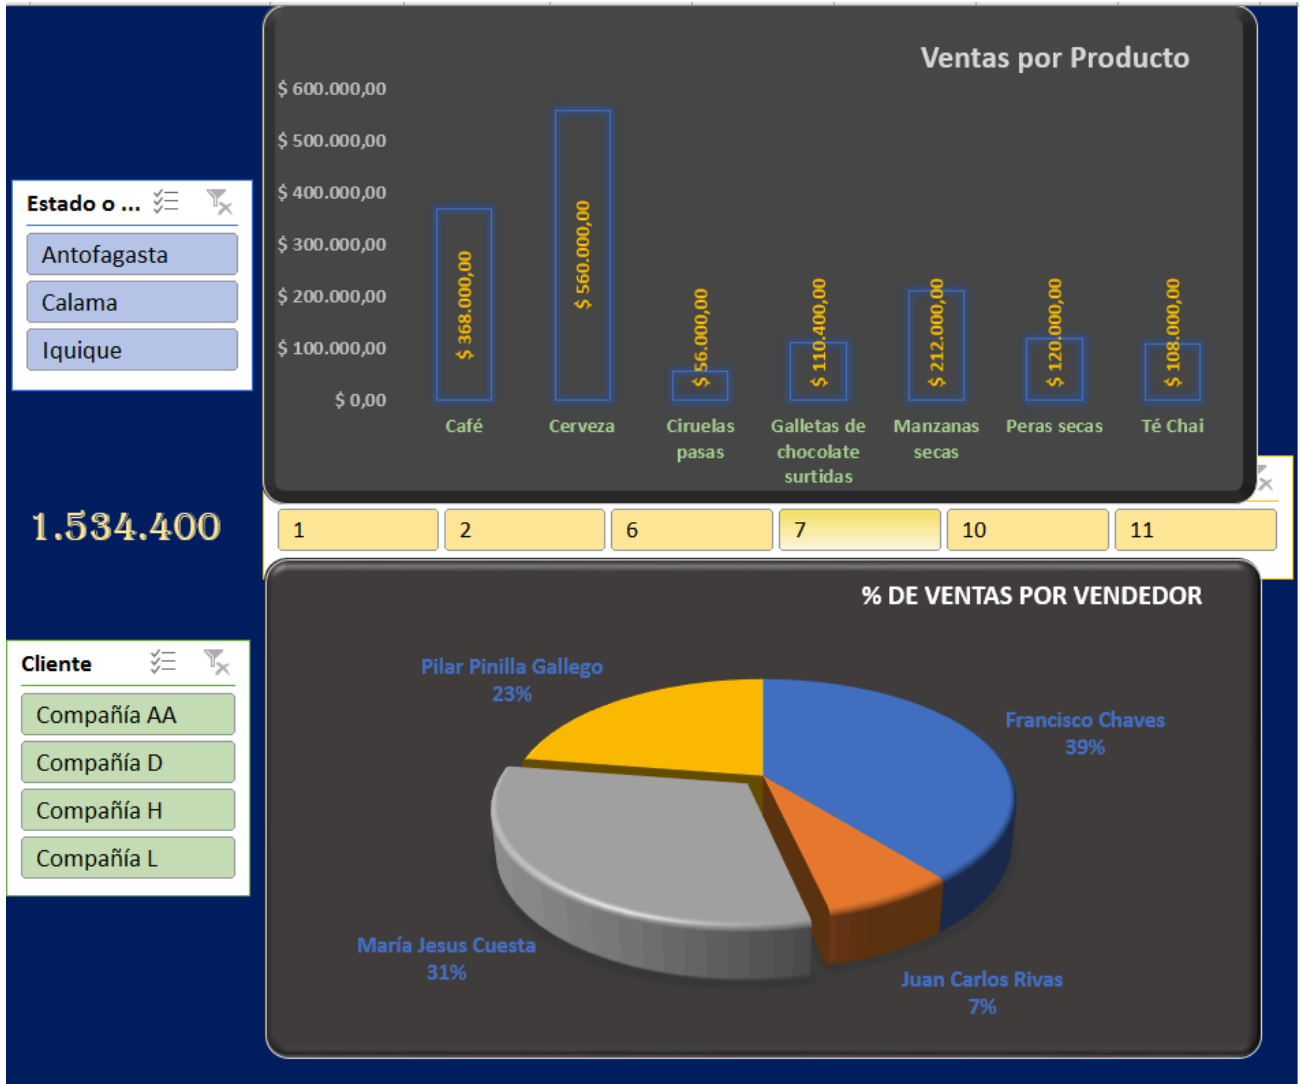 Ventas por Producto
$ 600.000,00
$ 500.000,00
$ 400.000,00
$ 300.000,00
$ 200.000,00
$ 100.000,00
$ 0,00
$ 368.000,00
$ 560.000,00
$ 56.000,00
$ 110.400,00
$ 212.000,00
$ 120.000,00
$ 108.000,00
Café
Cerveza
Ciruelas
pasas
Galletas de
chocolate
surtidas
Manzanas
secas
Peras secas
Té Chai
Estado o ...
Antofagasta
Calama
Iquique
1.534.400
1 2 6 7 10 11
% DE VENTAS POR VENDEDOR
Pilar Pinilla Gallego
23%
Francisco Chaves
39%
María Jesus Cuesta
31%
Juan Carlos Rivas
7%
Cliente
Compañía AA
Compañía D
Compañía H
Compañía L